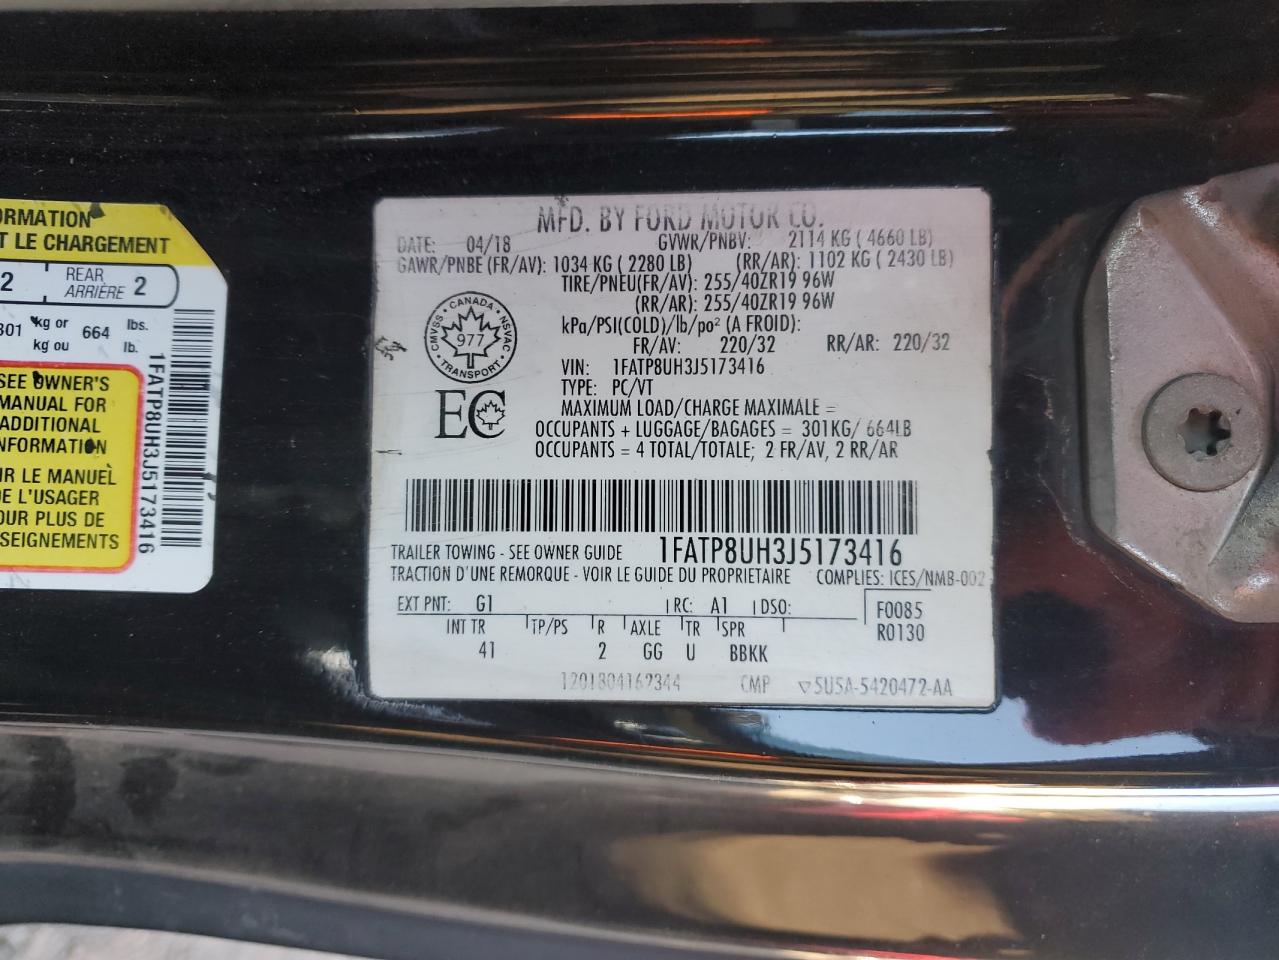 ORMATION
T LE CHARGEMENT
2 REAR ARRIÈRE 2
301 kg or kg ou 664 lbs. lb.
SEE OWNER'S
MANUAL FOR
ADDITIONAL
NFORMATION
IR LE MANUEL
DE L'USAGER
OUR PLUS DE
SEIGNEMENTS
1FATP8UH3J5173416
MFD. BY FORD MOTOR CO.
DATE: 04/18 GVWR/PNBV: 2114 KG ( 4660 LB)
GAWR/PNBE (FR/AV): 1034 KG ( 2280 LB) (RR/AR): 1102 KG ( 2430 LB)
TIRE/PNEU(FR/AV): 255/40ZR19 96W
(RR/AR): 255/40ZR19 96W
kPa/PSI(COLD)/lb/po² (A FROID):
FR/AV: 220/32 RR/AR: 220/32
VIN: 1FATP8UH3J5173416
TYPE: PC/VT
MAXIMUM LOAD/CHARGE MAXIMALE =
OCCUPANTS + LUGGAGE/BAGAGES = 301KG/ 664LB
OCCUPANTS = 4 TOTAL/TOTALE; 2 FR/AV, 2 RR/AR
CANADA
CMVSS NSVAC
977
TRANSPORT
EC
TRAILER TOWING - SEE OWNER GUIDE 1FATP8UH3J5173416
TRACTION D'UNE REMORQUE - VOIR LE GUIDE DU PROPRIETAIRE COMPLIES: ICES/NMB-002
EXT PNT: G1 RC: A1 DSO: F0085
INT TR TP/PS R AXLE TR SPR R0130
41 2 GG U BBKK
1201804169344 CMP ▽5U5A-5420472-AA